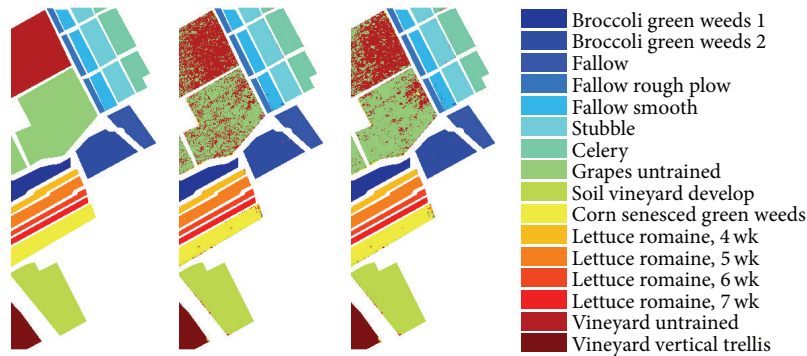 Broccoli green weeds 1
Broccoli green weeds 2
Fallow
Fallow rough plow
Fallow smooth
Stubble
Celery
Grapes untrained
Soil vineyard develop
Corn senesced green weeds
Lettuce romaine, 4 wk
Lettuce romaine, 5 wk
Lettuce romaine, 6 wk
Lettuce romaine, 7 wk
Vineyard untrained
Vineyard vertical trellis